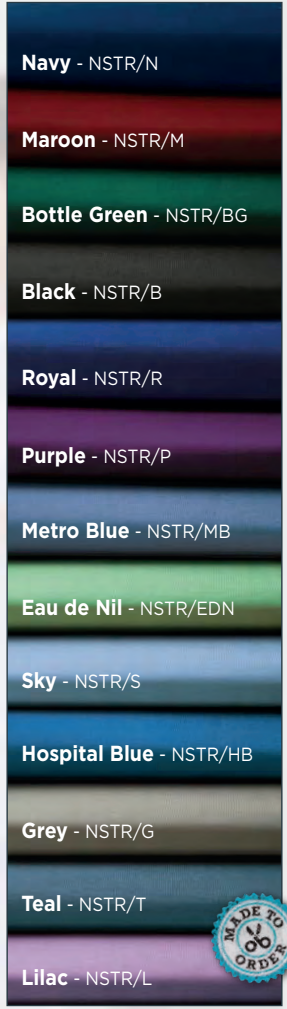 Navy - NSTR/N
Maroon - NSTR/M
Bottle Green - NSTR/BG
Black - NSTR/B
Royal - NSTR/R
Purple - NSTR/P
Metro Blue - NSTR/MB
Eau de Nil - NSTR/EDN
Sky - NSTR/S
Hospital Blue - NSTR/HB
Grey - NSTR/G
Teal - NSTR/T
MADE TO
ORDER
Lilac - NSTR/L